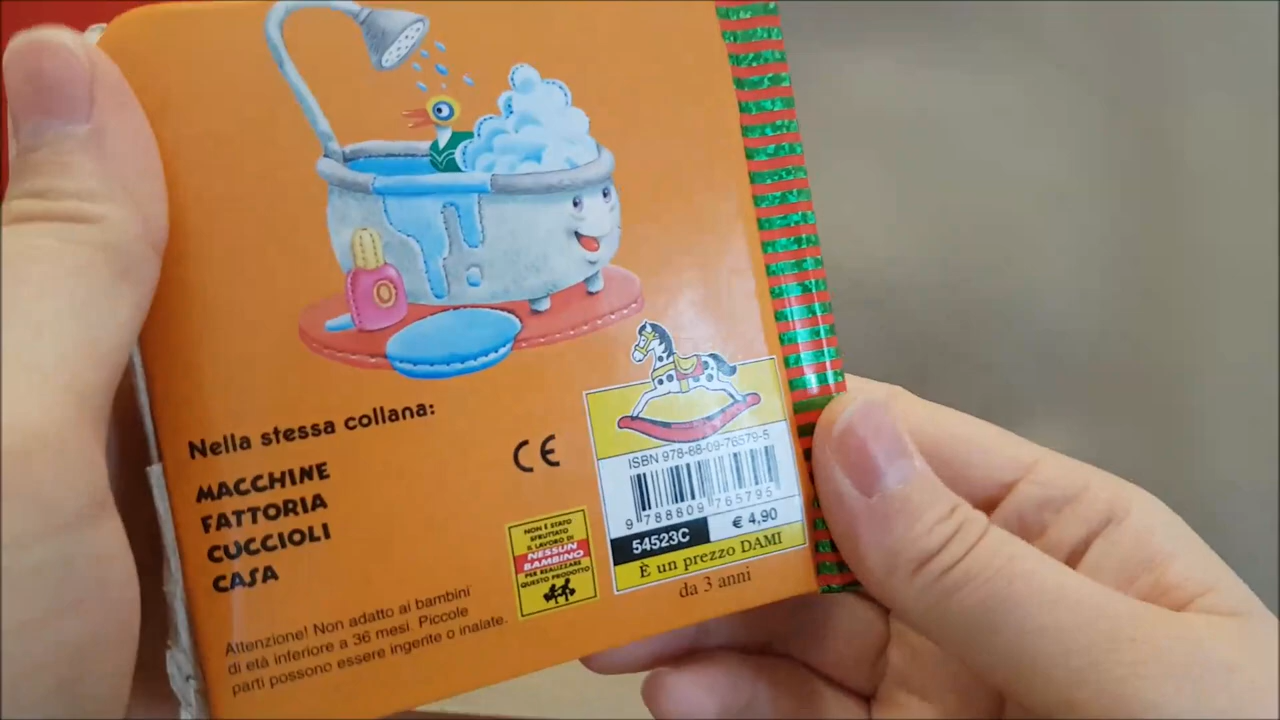 Nella stessa collana:
MACCHINE
FATTORIA
CUCCIOLI
CASA
Attenzione! Non adatto ai bambini
di età inferiore a 36 mesi. Piccole
parti possono essere ingerite o inalate.
CE
NON È STATO
SFRUTTATO
IL LAVORO DI
NESSUN
BAMBINO
PER REALIZZARE
QUESTO PRODOTTO
ISBN 978-88-09-76579-5
9 788809 765795
54523C
€ 4,90
È un prezzo DAMI
da 3 anni